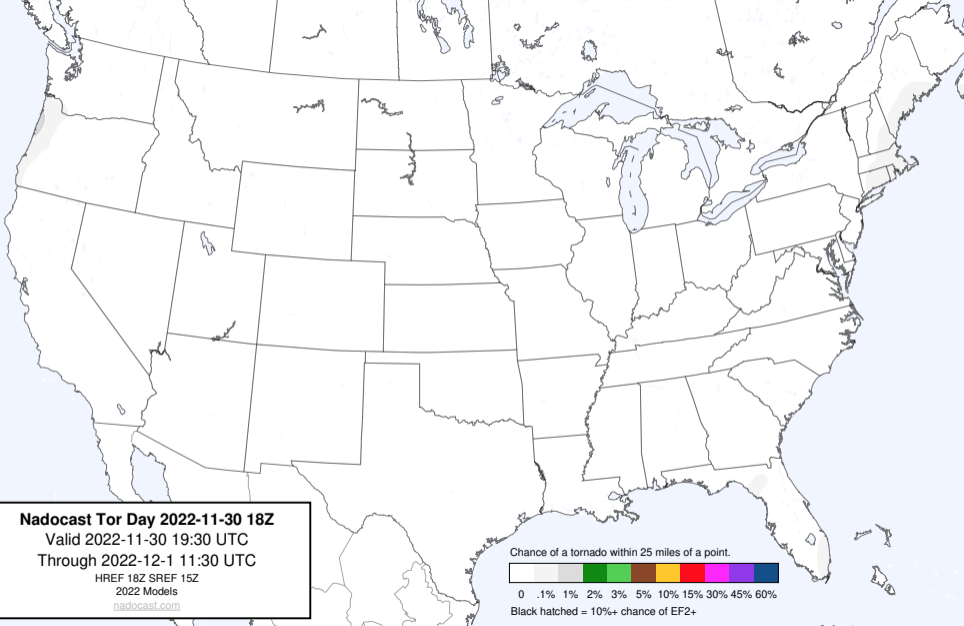 Nadocast Tor Day 2022-11-30 18Z
Valid 2022-11-30 19:30 UTC
Through 2022-12-1 11:30 UTC
HREF 18Z SREF 15Z
2022 Models
nadocast.com
Chance of a tornado within 25 miles of a point.
0 .1% 1% 2% 3% 5% 10% 15% 30% 45% 60%
Black hatched = 10%+ chance of EF2+